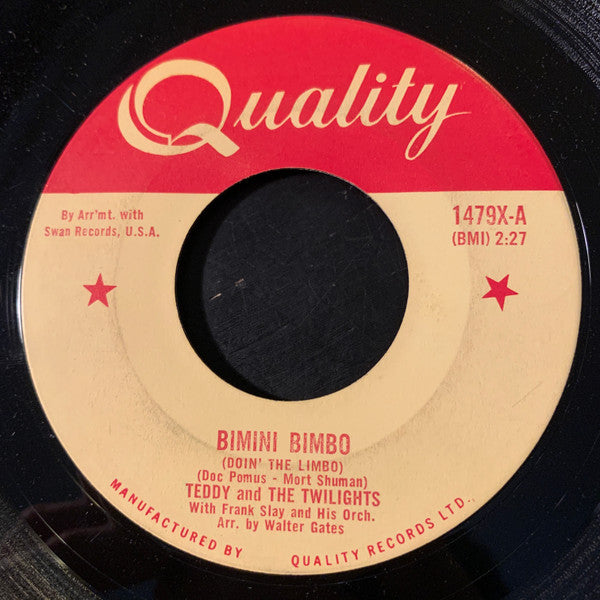 Quality
By Arr'mt. with
Swan Records, U.S.A.
1479X-A
(BMI) 2:27
BIMINI BIMBO
(DOIN' THE LIMBO)
(Doc Pomus - Mort Shuman)
TEDDY and THE TWILIGHTS
With Frank Slay and His Orch.
Arr. by Walter Gates
MANUFACTURED BY QUALITY RECORDS LTD.,